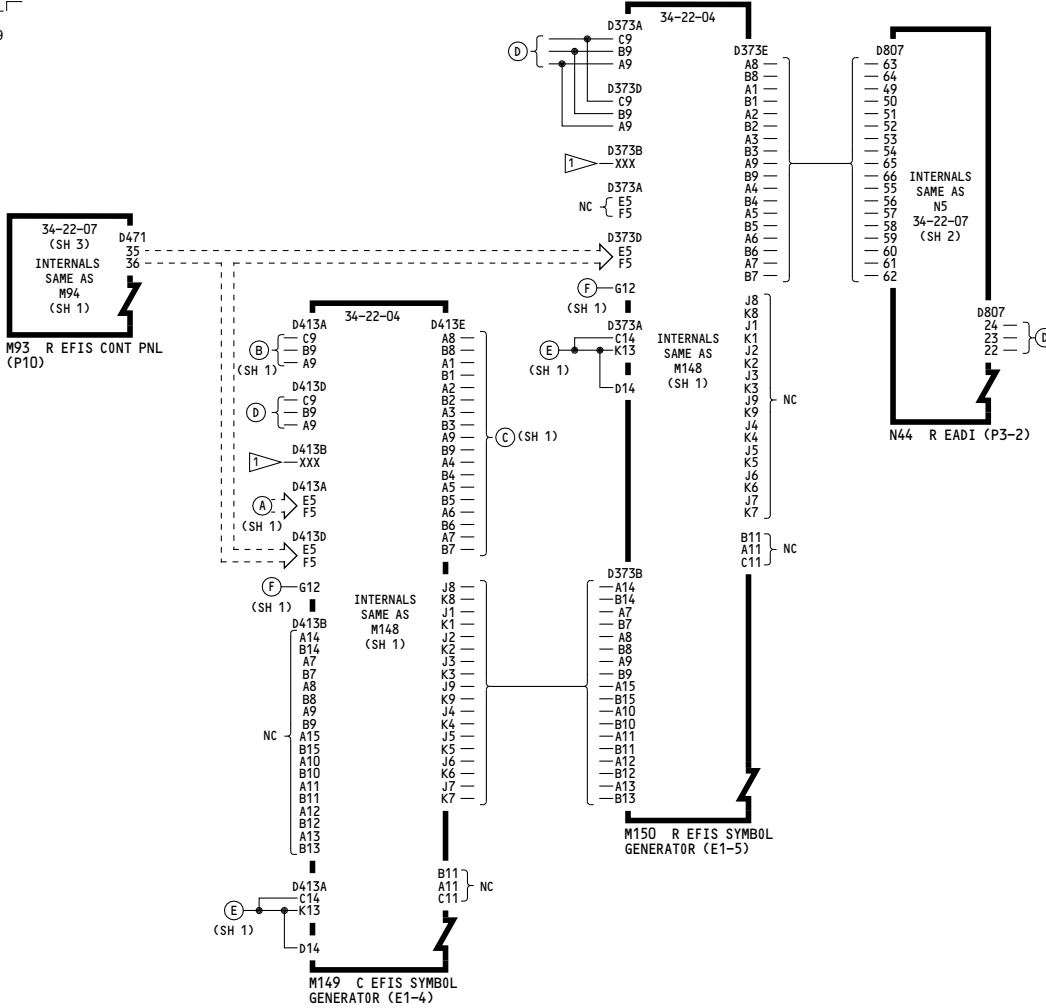 9
34-22-07
(SH 3)
INTERNALS
SAME AS
M94
(SH 1)
D471
35
36
M93 R EFIS CONT PNL
(P10)
34-22-04
D413A
C9
B9
A9
B
(SH 1)
D413D
C9
B9
A9
D
D413B
XXX
1
D413A
E5
F5
A
(SH 1)
D413D
E5
F5
F
G12
(SH 1)
D413B
A14
B14
A7
B7
A8
B8
A9
B9
A15
B15
A10
B10
A11
B11
A12
B12
A13
B13
NC
D413A
C14
K13
E
(SH 1)
D14
INTERNALS
SAME AS
M148
(SH 1)
D413E
A8
B8
A1
B1
A2
B2
A3
B3
A9
B9
A4
B4
A5
B5
A6
B6
A7
B7
C (SH 1)
J8
K8
J1
K1
J2
K2
J3
K3
J9
K9
J4
K4
J5
K5
J6
K6
J7
K7
B11
A11
C11
NC
M149 C EFIS SYMBOL
GENERATOR (E1-4)
34-22-04
D373A
C9
B9
A9
D
D373D
C9
B9
A9
D373B
XXX
1
D373A
E5
F5
NC
D373D
E5
F5
F
G12
(SH 1)
D373A
C14
K13
E
(SH 1)
D14
INTERNALS
SAME AS
M148
(SH 1)
D373B
A14
B14
A7
B7
A8
B8
A9
B9
A15
B15
A10
B10
A11
B11
A12
B12
A13
B13
D373E
A8
B8
A1
B1
A2
B2
A3
B3
A9
B9
A4
B4
A5
B5
A6
B6
A7
B7
J8
K8
J1
K1
J2
K2
J3
K3
J9
K9
J4
K4
J5
K5
J6
K6
J7
K7
NC
B11
A11
C11
NC
M150 R EFIS SYMBOL
GENERATOR (E1-5)
D807
63
64
49
50
51
52
53
54
65
66
55
56
57
58
59
60
61
62
INTERNALS
SAME AS
N5
34-22-07
(SH 2)
D807
24
23
22
D
N44 R EADI (P3-2)